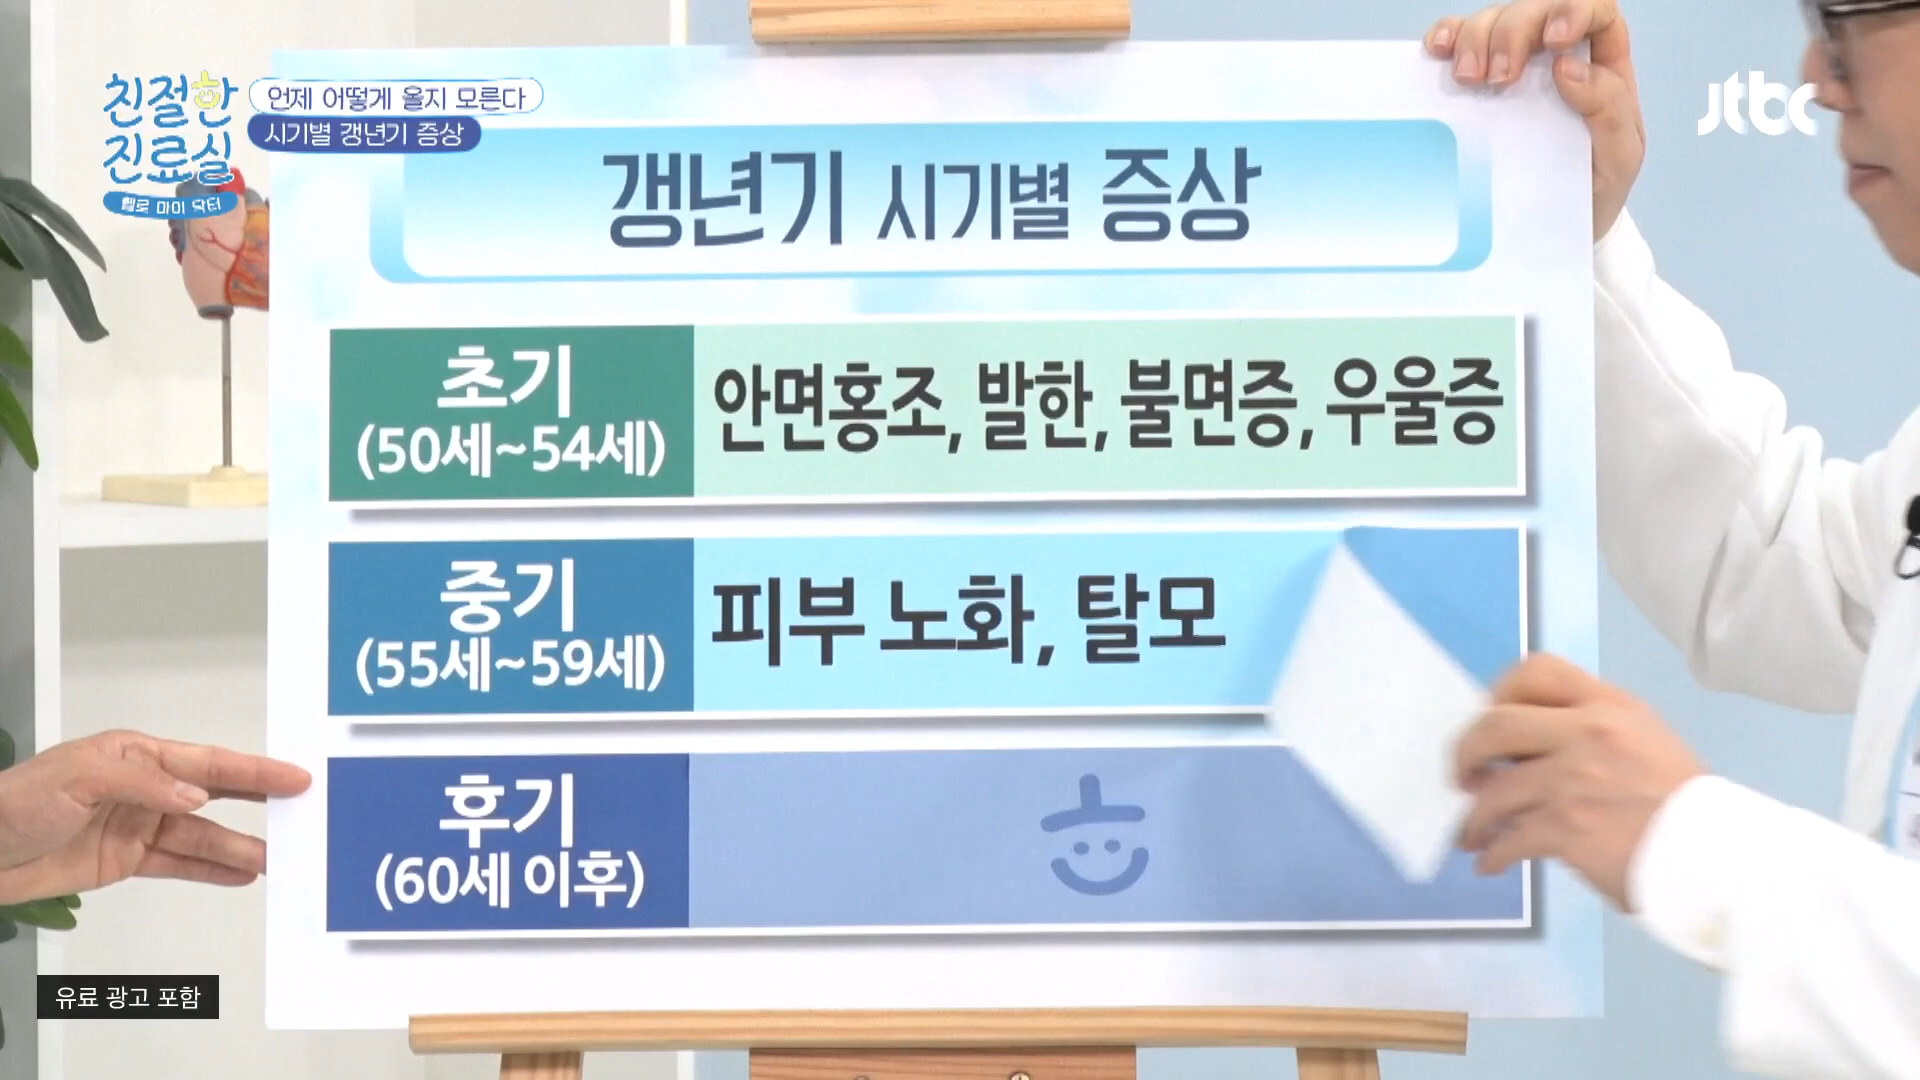 친절한
진료실
헬로 마이 닥터
언제 어떻게 올지 모른다
시기별 갱년기 증상
jtbc
갱년기 시기별 증상
초기
(50세~54세)
안면홍조, 발한, 불면증, 우울증
중기
(55세~59세)
피부 노화, 탈모
후기
(60세 이후)
유료 광고 포함